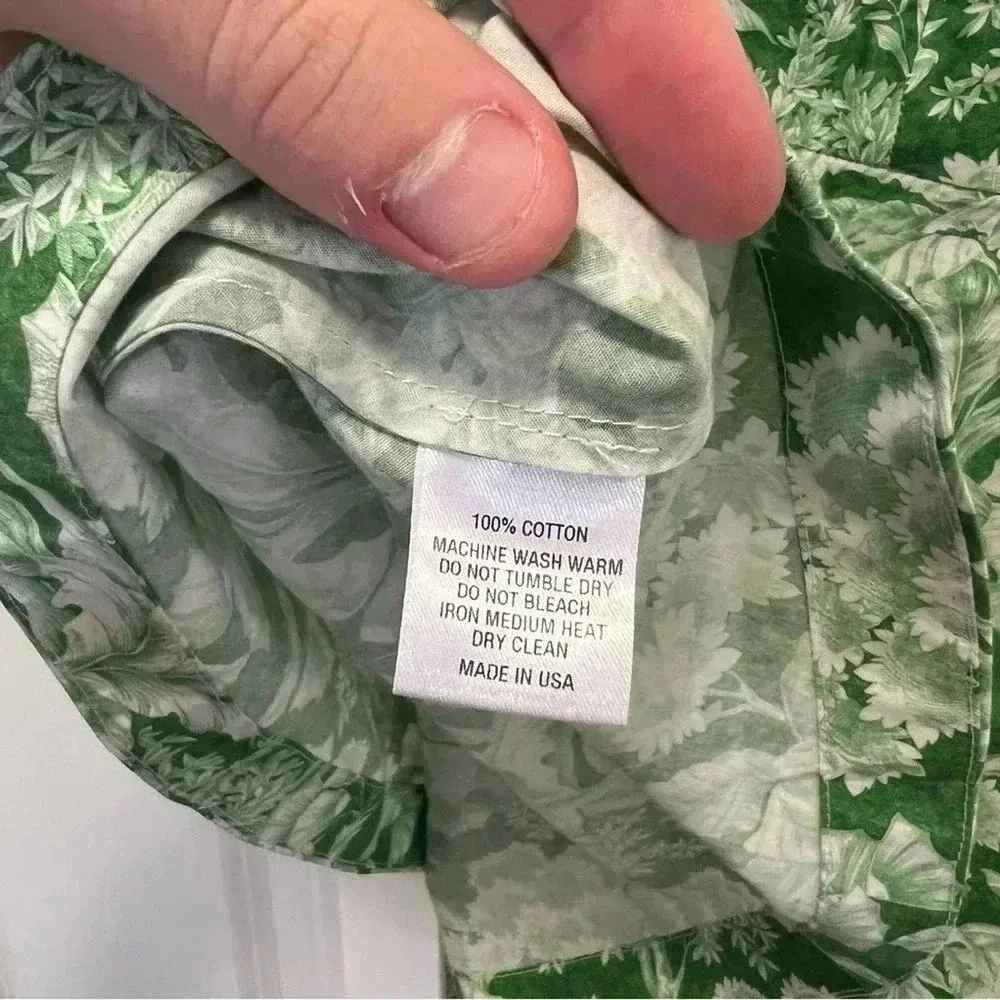 100% COTTON
MACHINE WASH WARM
DO NOT TUMBLE DRY
DO NOT BLEACH
IRON MEDIUM HEAT
DRY CLEAN
MADE IN USA